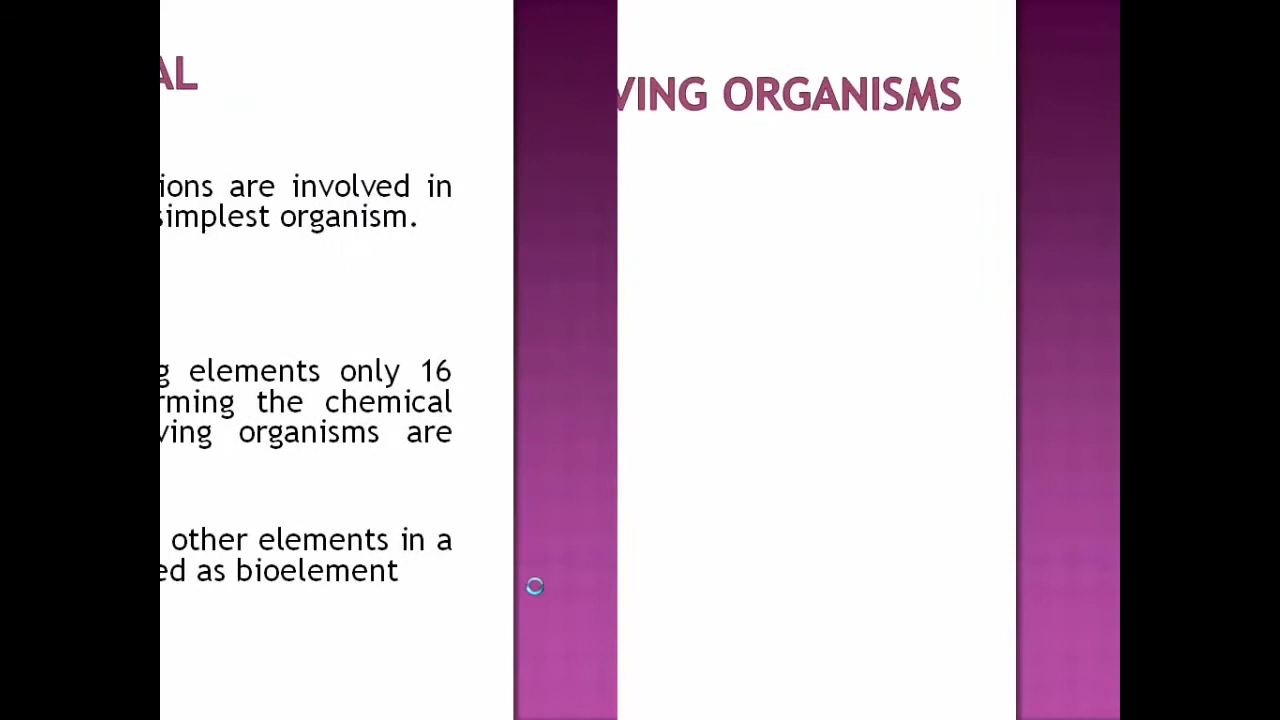 AL
ions are involved in
simplest organism.
g elements only 16
rming the chemical
ving organisms are
other elements in a
ed as bioelement
VING ORGANISMS